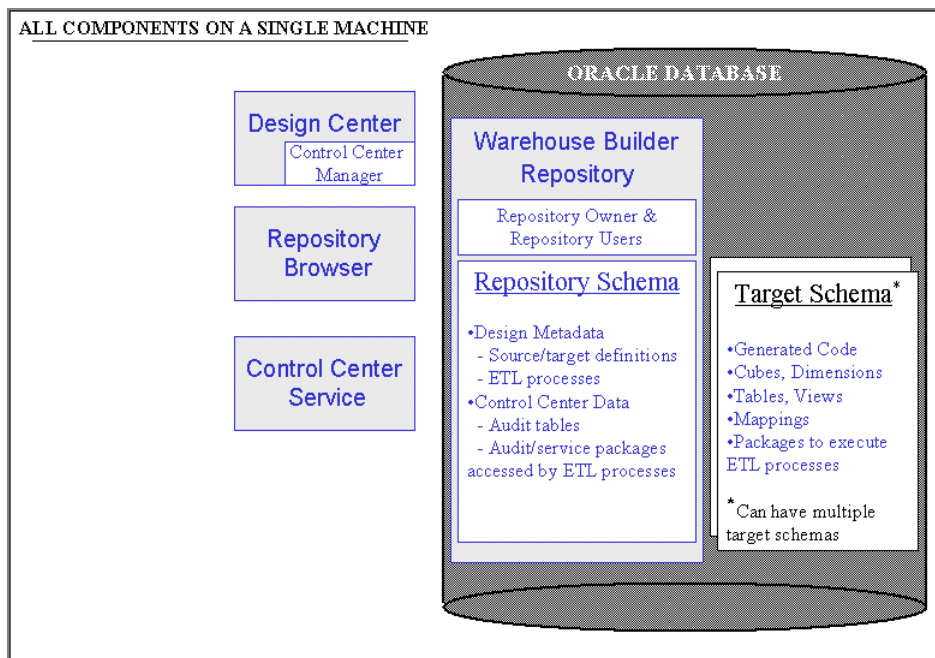 ALL COMPONENTS ON A SINGLE MACHINE
ORACLE DATABASE
Design Center
Control Center
Manager
Repository
Browser
Control Center
Service
Warehouse Builder
Repository
Repository Owner &
Repository Users
Repository Schema
•Design Metadata
- Source/target definitions
- ETL processes
•Control Center Data
- Audit tables
- Audit/service packages
accessed by ETL processes
Target Schema*
•Generated Code
•Cubes, Dimensions
•Tables, Views
•Mappings
•Packages to execute
ETL processes
*Can have multiple
target schemas